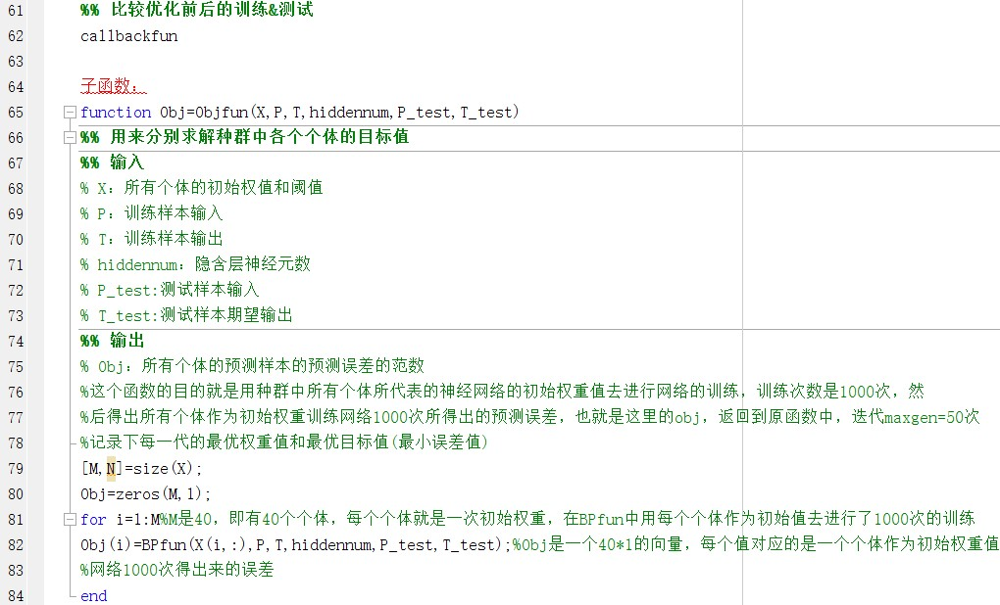 61 %% 比较优化前后的训练&测试
62 callbackfun
63
64 子函数：
65 function Obj=Objfun(X,P,T,hiddennum,P_test,T_test)
66 %% 用来分别求解种群中各个个体的目标值
67 %% 输入
68 % X：所有个体的初始权值和阈值
69 % P：训练样本输入
70 % T：训练样本输出
71 % hiddennum：隐含层神经元数
72 % P_test:测试样本输入
73 % T_test:测试样本期望输出
74 %% 输出
75 % Obj：所有个体的预测样本的预测误差的范数
76 %这个函数的目的就是用种群中所有个体所代表的神经网络的初始权重值去进行网络的训练，训练次数是1000次，然
77 %后得出所有个体作为初始权重训练网络1000次所得出的预测误差，也就是这里的obj，返回到原函数中，迭代maxgen=50次
78 %记录下每一代的最优权重值和最优目标值(最小误差值)
79 [M,N]=size(X);
80 Obj=zeros(M,1);
81 for i=1:M%M是40，即有40个个体，每个个体就是一次初始权重，在BPfun中用每个个体作为初始值去进行了1000次的训练
82 Obj(i)=BPfun(X(i,:),P,T,hiddennum,P_test,T_test);%Obj是一个40*1的向量，每个值对应的是一个个体作为初始权重值
83 %网络1000次得出来的误差
84 end